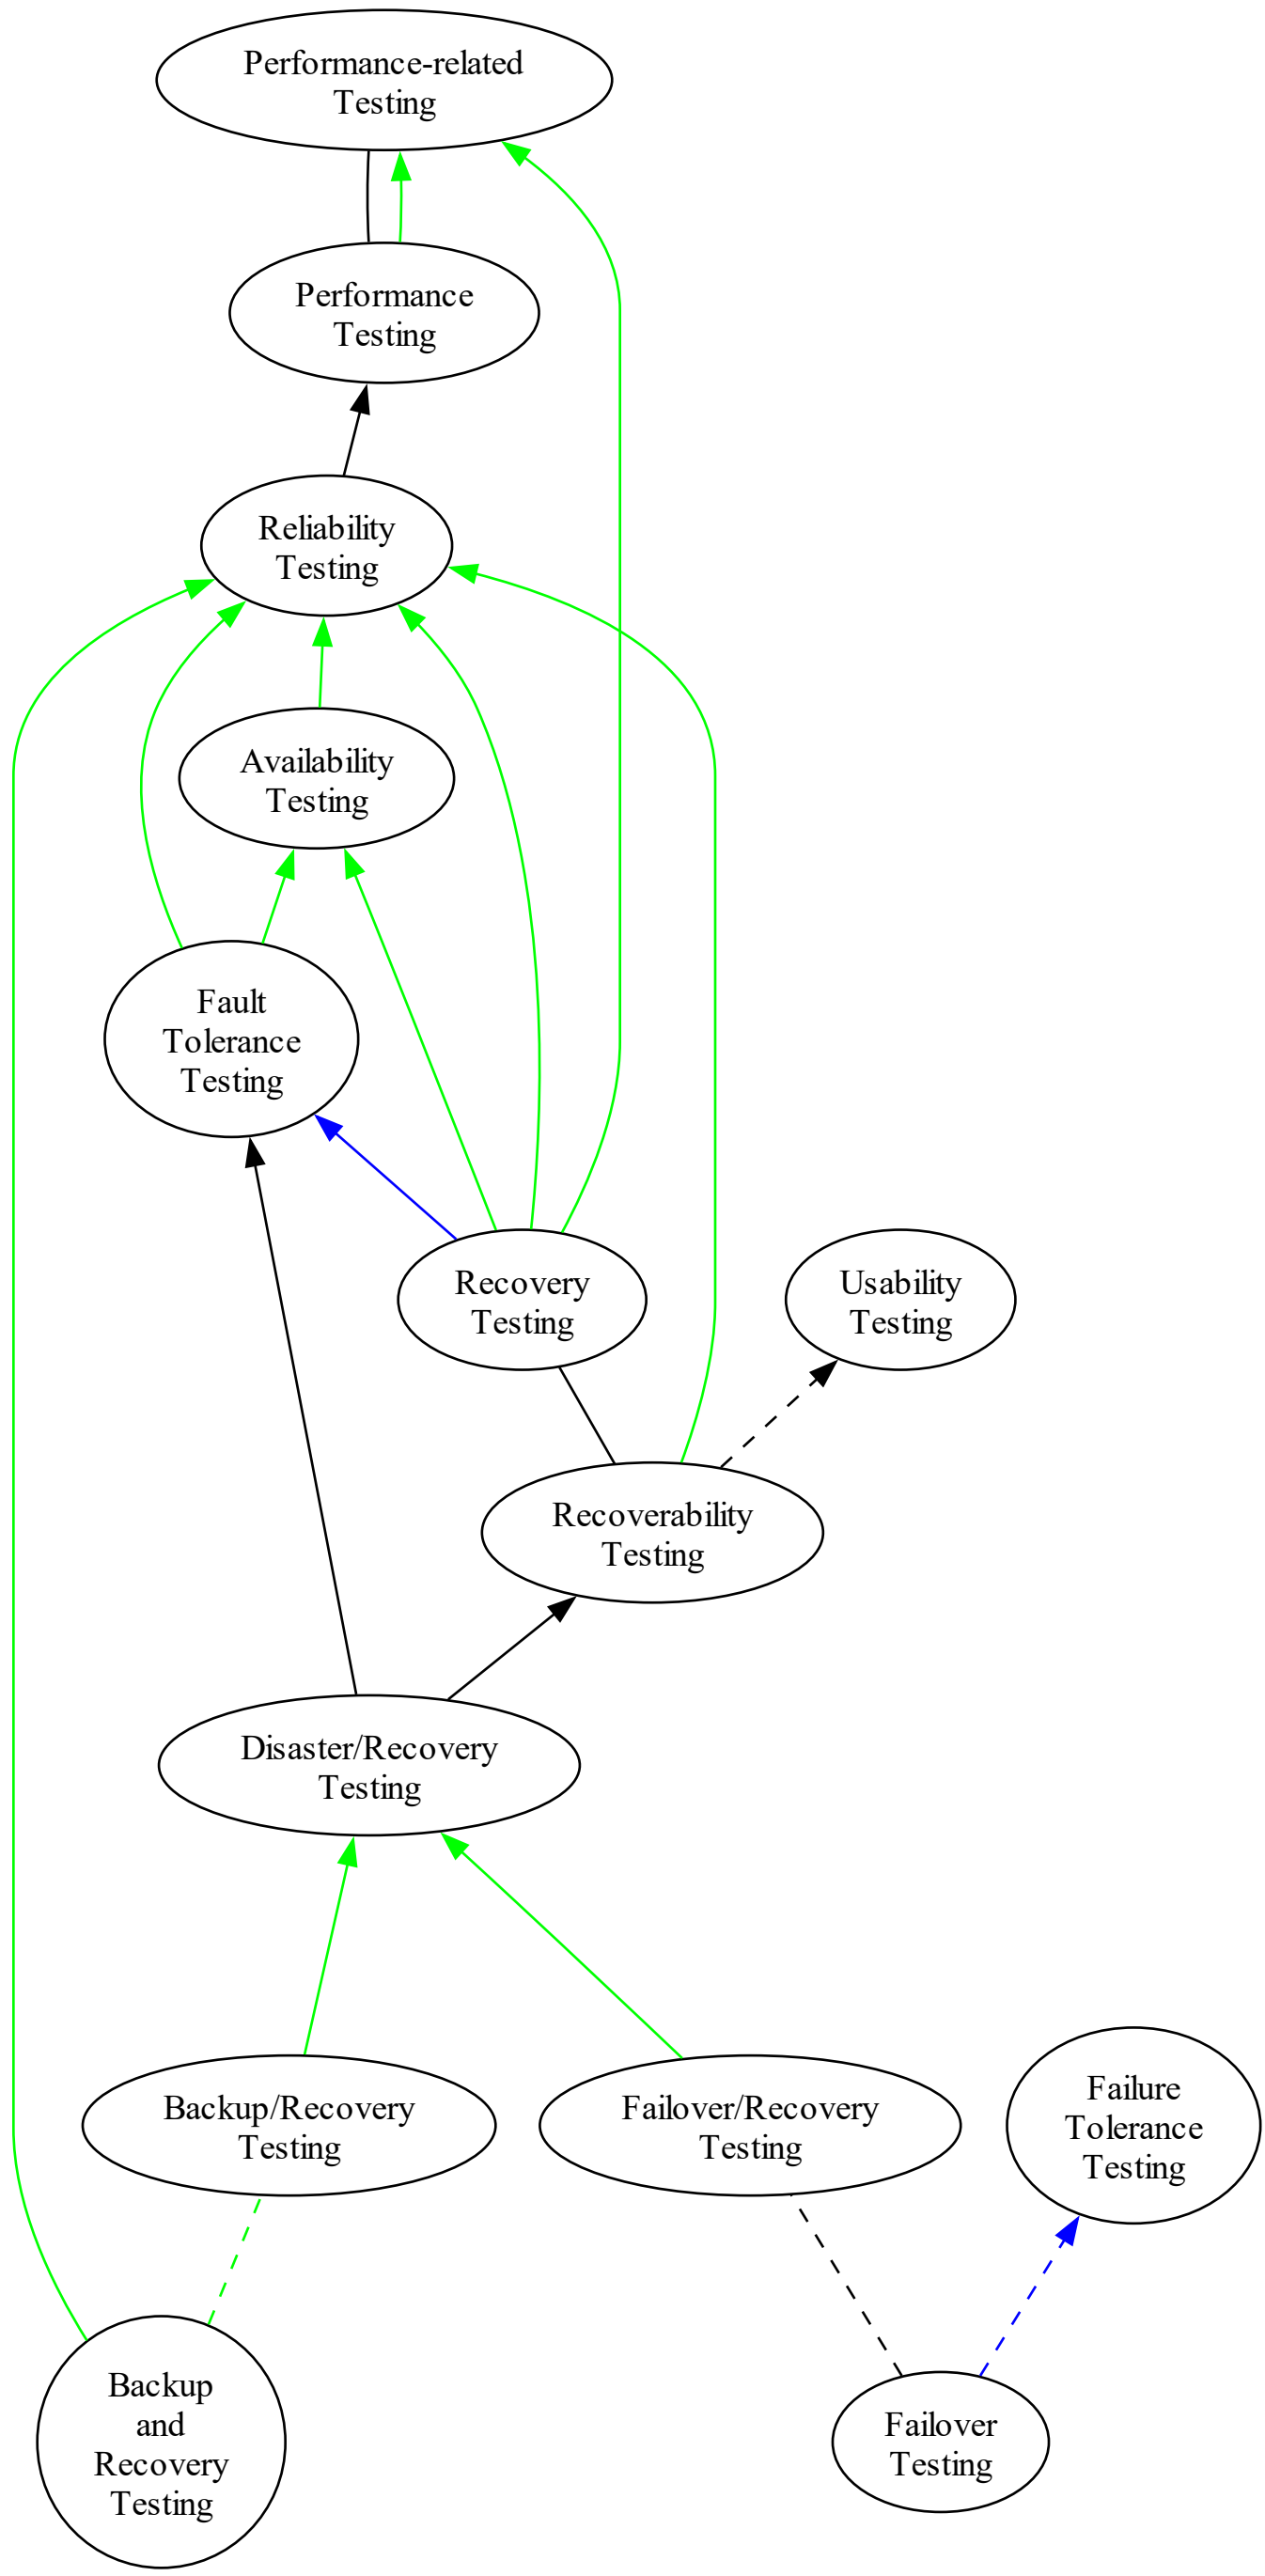 Performance-related
Testing
Performance
Testing
Reliability
Testing
Availability
Testing
Fault
Tolerance
Testing
Recovery
Testing
Usability
Testing
Recoverability
Testing
Disaster/Recovery
Testing
Backup/Recovery
Testing
Failover/Recovery
Testing
Failure
Tolerance
Testing
Backup
and
Recovery
Testing
Failover
Testing